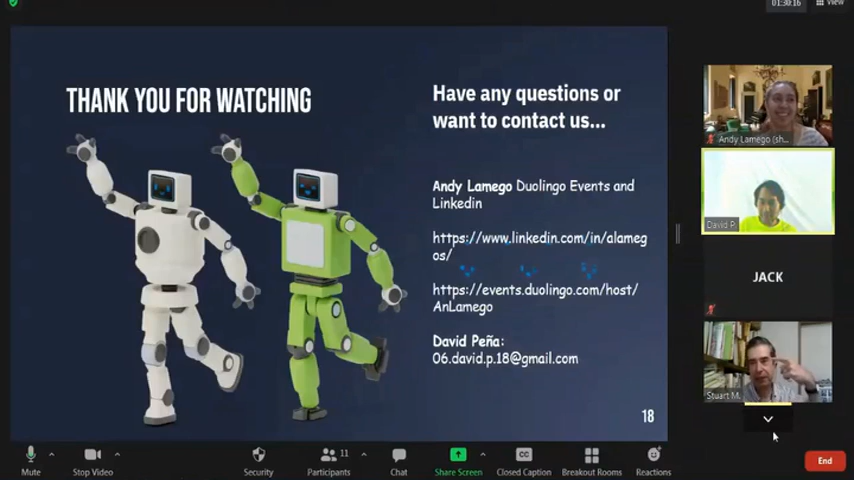 01:30:16
View
THANK YOU FOR WATCHING
Have any questions or
want to contact us...
Andy Lamego Duolingo Events and
Linkedin
https://www.linkedin.com/in/alameg
os/
https://events.duolingo.com/host/
AnLamego
David Peña:
06.david.p.18@gmail.com
18
Andy Lamego (sh...
David P.
JACK
Stuart M.
Mute
Stop Video
Security
Participants
11
Chat
Share Screen
Closed Caption
Breakout Rooms
Reactions
End